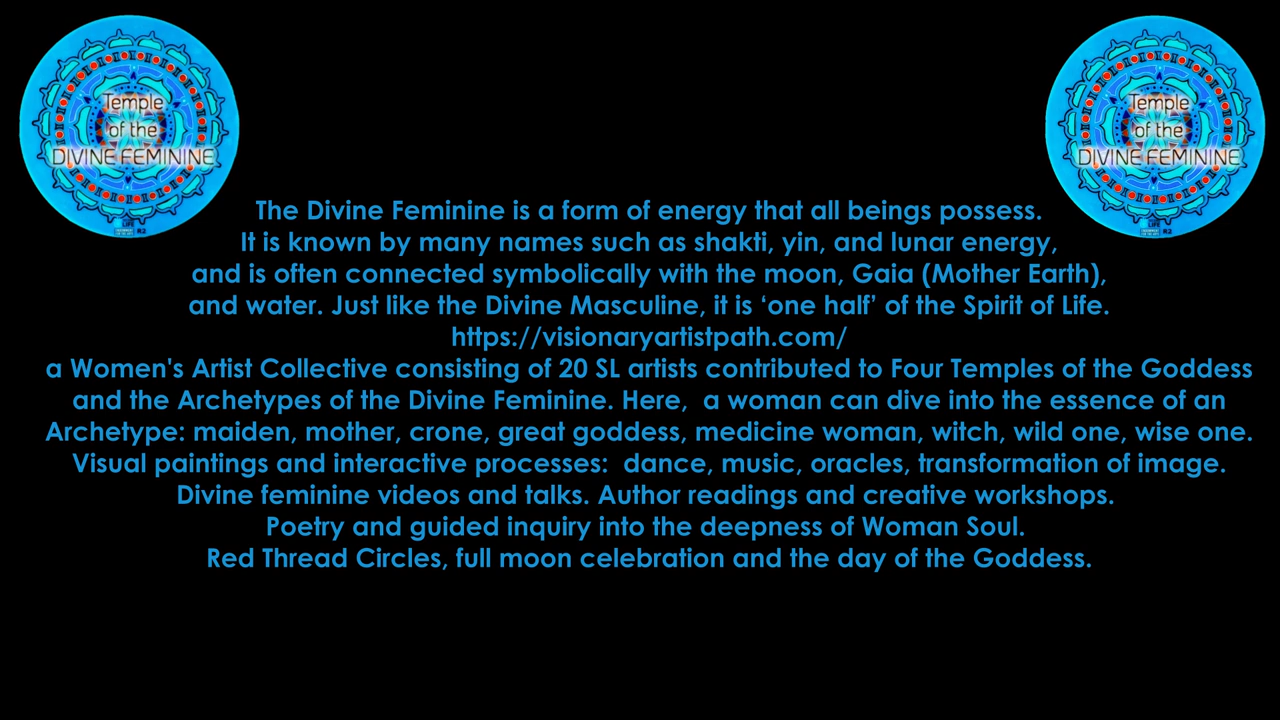 Temple
of the
DIVINE FEMININE
Temple
of the
DIVINE FEMININE
LIFE
R2
LIFE
R2
The Divine Feminine is a form of energy that all beings possess.
It is known by many names such as shakti, yin, and lunar energy,
and is often connected symbolically with the moon, Gaia (Mother Earth),
and water. Just like the Divine Masculine, it is ‘one half’ of the Spirit of Life.
https://visionaryartistpath.com/
a Women's Artist Collective consisting of 20 SL artists contributed to Four Temples of the Goddess
and the Archetypes of the Divine Feminine. Here,  a woman can dive into the essence of an
Archetype: maiden, mother, crone, great goddess, medicine woman, witch, wild one, wise one.
Visual paintings and interactive processes:  dance, music, oracles, transformation of image.
Divine feminine videos and talks. Author readings and creative workshops.
Poetry and guided inquiry into the deepness of Woman Soul.
Red Thread Circles, full moon celebration and the day of the Goddess.